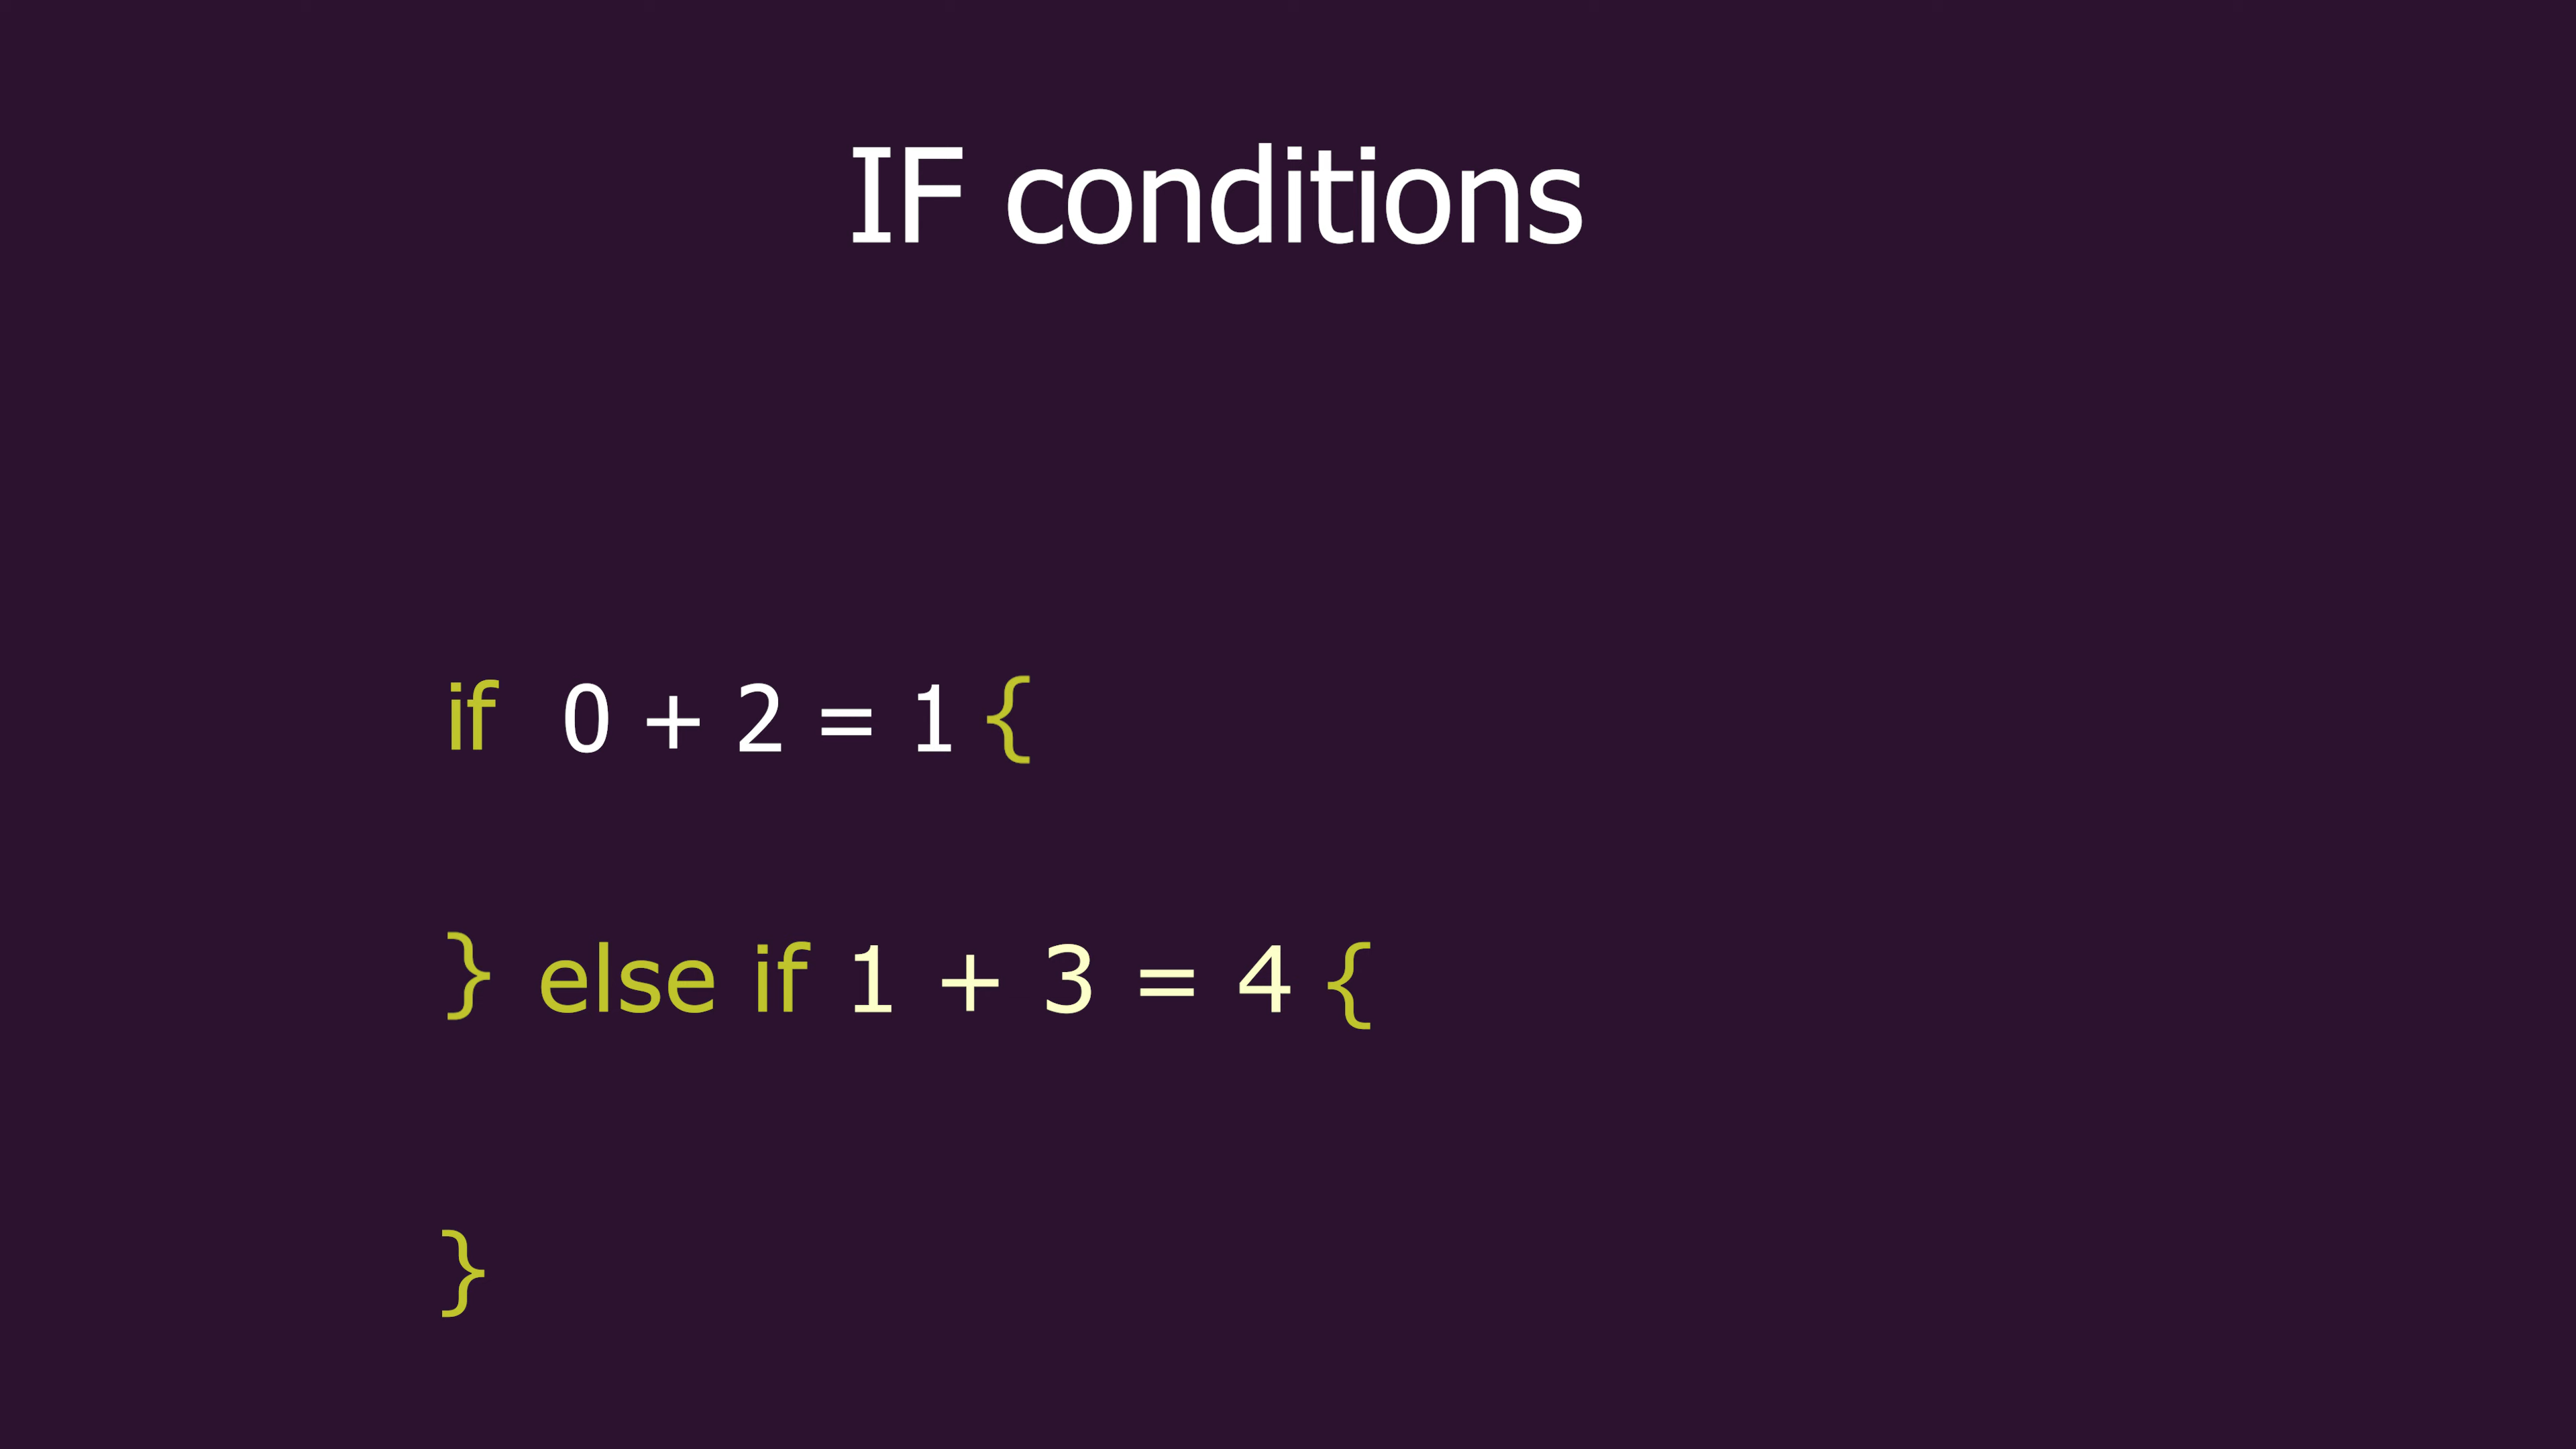 IF conditions
if 0 + 2 = 1 {
} else if 1 + 3 = 4 {
}